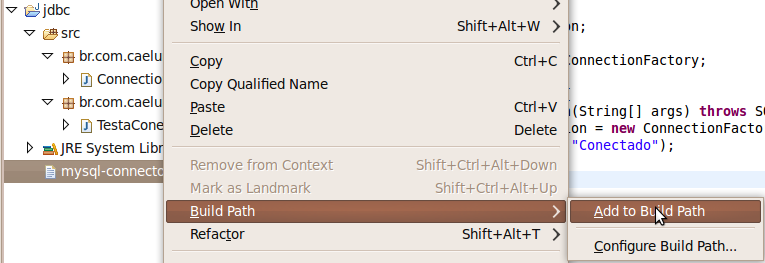 jdbc
src
br.com.caelu
Connectio
br.com.caelu
TestaCone
JRE System Libr
mysql-connecto
Open With
Show In Shift+Alt+W
Copy Ctrl+C
Copy Qualified Name
Paste Ctrl+V
Delete Delete
Remove from Context Shift+Ctrl+Alt+Down
Mark as Landmark Shift+Ctrl+Alt+Up
Build Path
Refactor Shift+Alt+T
on;
ConnectionFactory;
(String[] args) throws SQ
ion = new ConnectionFacto
"Conectado");
Add to Build Path
Configure Build Path...